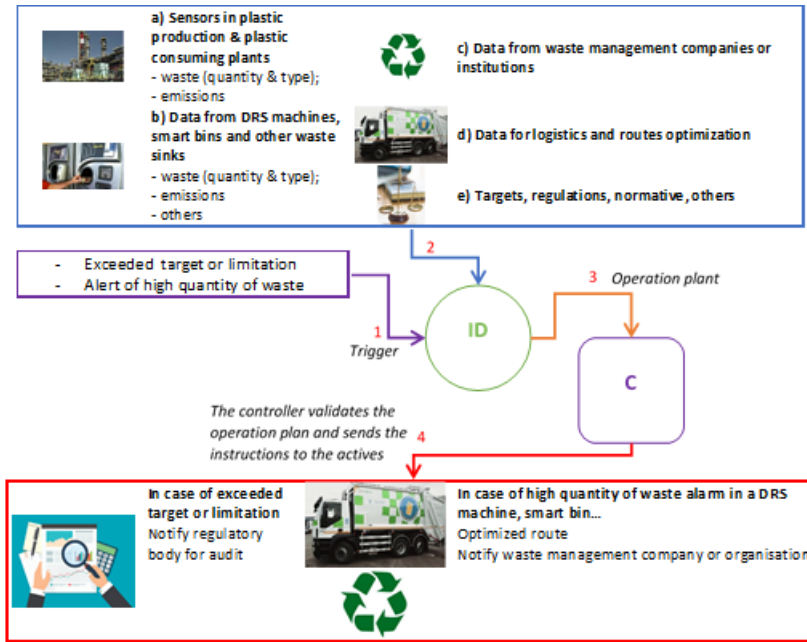 a) Sensors in plastic
production & plastic
consuming plants
- waste (quantity & type);
- emissions
b) Data from DRS machines,
smart bins and other waste
sinks
- waste (quantity & type);
- emissions
- others
c) Data from waste management companies or
institutions
d) Data for logistics and routes optimization
e) Targets, regulations, normative, others
- Exceeded target or limitation
- Alert of high quantity of waste
2
1
Trigger
ID
3 Operation plant
C
The controller validates the
operation plan and sends the
instructions to the actives
4
In case of exceeded
target or limitation
Notify regulatory
body for audit
In case of high quantity of waste alarm in a DRS
machine, smart bin...
Optimized route
Notify waste management company or organisation